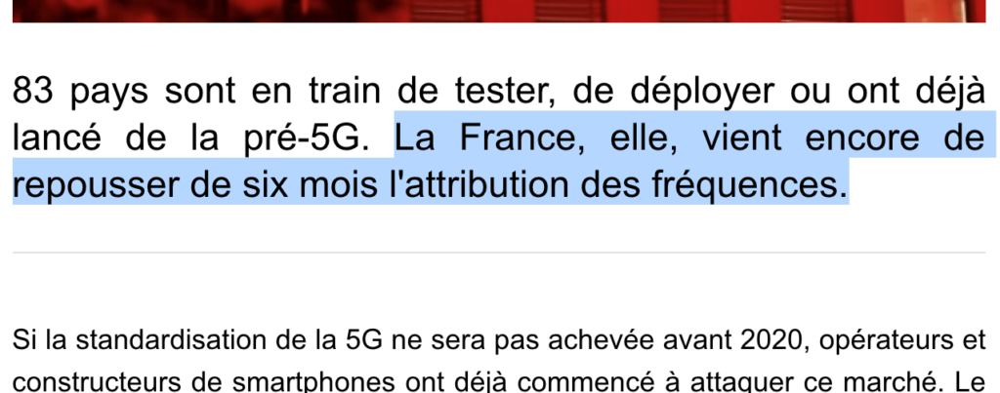 83 pays sont en train de tester, de déployer ou ont déjà
lancé de la pré-5G. La France, elle, vient encore de
repousser de six mois l'attribution des fréquences.
Si la standardisation de la 5G ne sera pas achevée avant 2020, opérateurs et
constructeurs de smartphones ont déjà commencé à attaquer ce marché. Le